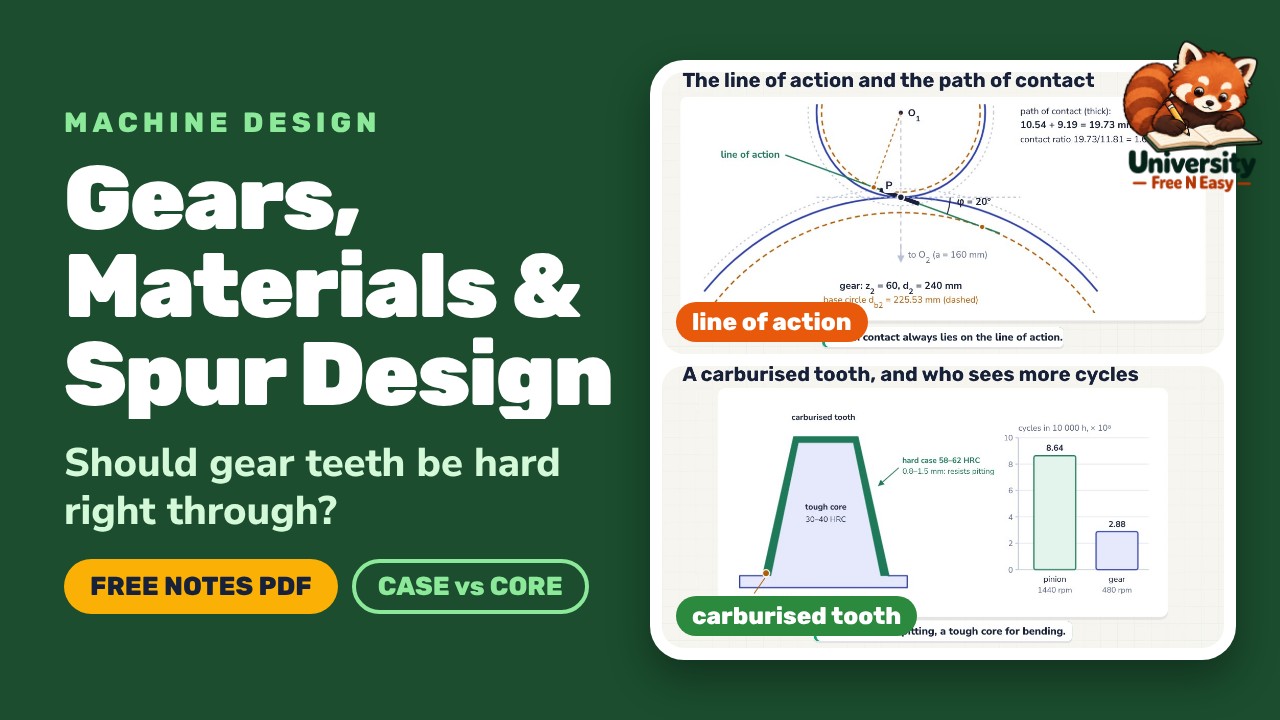 MACHINE DESIGN
Gears,
Materials &
Spur Design
Should gear teeth be hard
right through?
FREE NOTES PDF
CASE vs CORE
The line of action and the path of contact
O1
path of contact (thick):
10.54 + 9.19 = 19.73
contact ratio 19.73/11.81 =
line of action
P
φ = 20°
to O2 (a = 160 mm)
gear: z2 = 60, d2 = 240 mm
base circle db2 = 225.53 mm (dashed)
line of action
contact always lies on the line of action.
University
Free N Easy
A carburised tooth, and who sees more cycles
carburised tooth
hard case 58–62 HRC
0.8–1.5 mm: resists pitting
tough core
30–40 HRC
cycles in 10 000 h, × 10⁸
10
8
6
4
2
0
8.64
2.88
pinion
1440 rpm
gear
480 rpm
carburised tooth
a tough core for bending.